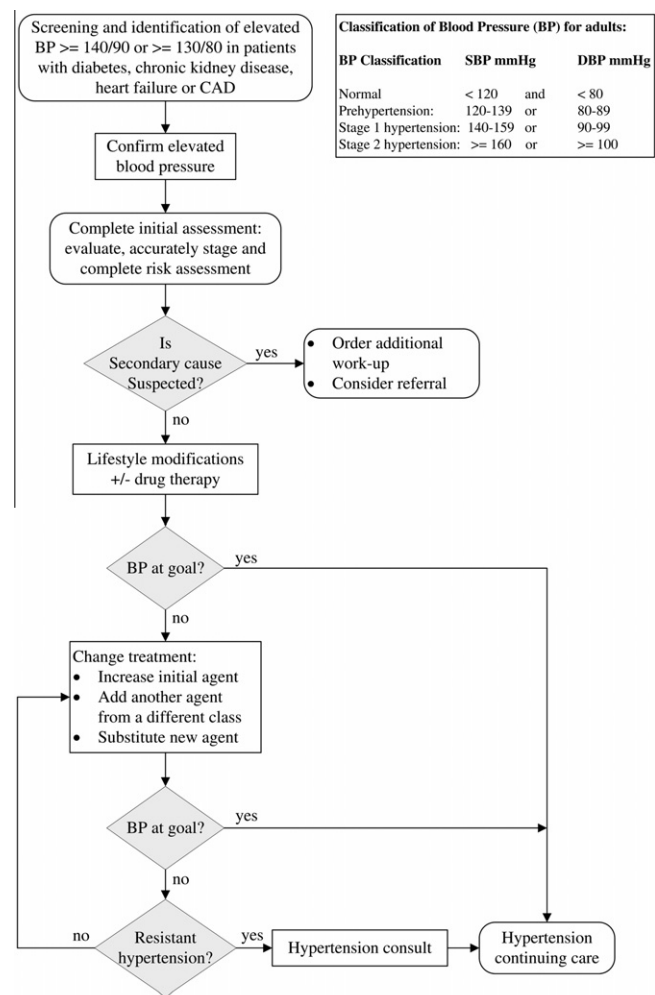 Screening and identification of elevated
BP >= 140/90 or >= 130/80 in patients
with diabetes, chronic kidney disease,
heart failure or CAD
Classification of Blood Pressure (BP) for adults:
BP Classification SBP mmHg DBP mmHg
Normal < 120 and < 80
Prehypertension: 120-139 or 80-89
Stage 1 hypertension: 140-159 or 90-99
Stage 2 hypertension: >= 160 or >= 100
Confirm elevated
blood pressure
Complete initial assessment:
evaluate, accurately stage and
complete risk assessment
Is
Secondary cause
Suspected?
yes
• Order additional
work-up
• Consider referral
no
Lifestyle modifications
+/- drug therapy
BP at goal?
yes
no
Change treatment:
• Increase initial agent
• Add another agent
from a different class
• Substitute new agent
BP at goal?
yes
no
no
Resistant
hypertension?
yes
Hypertension consult
Hypertension
continuing care